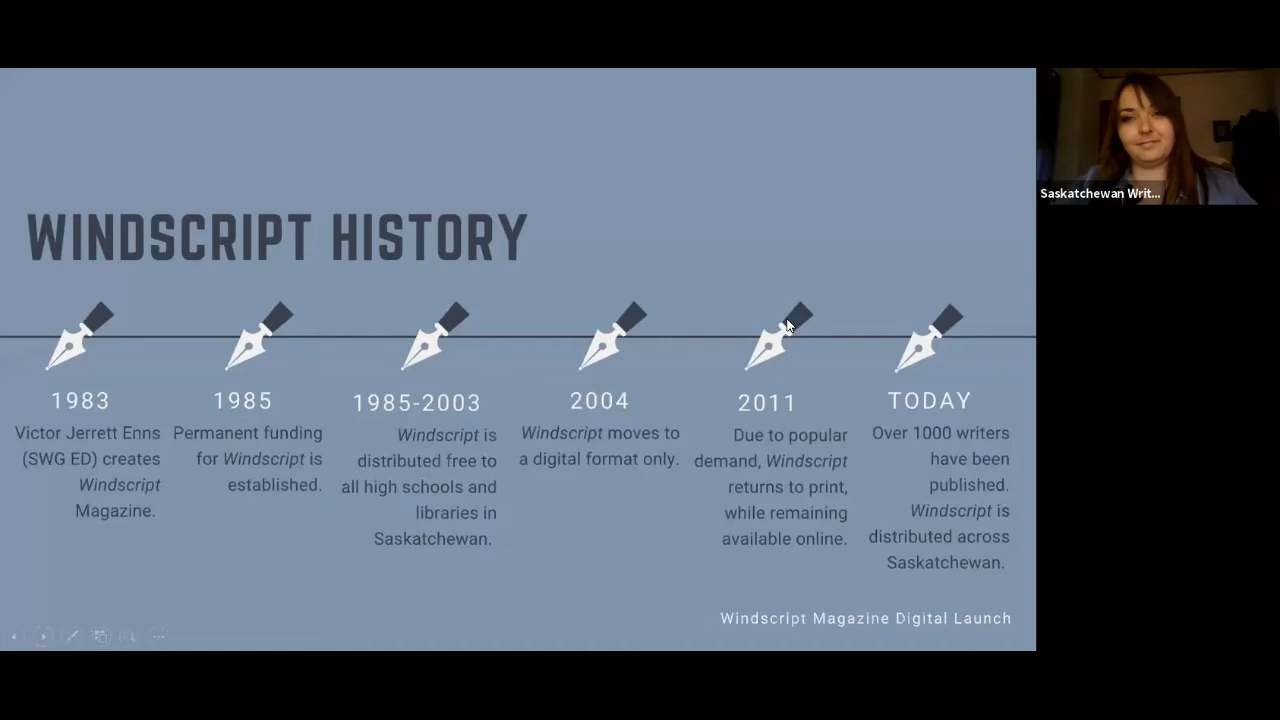 WINDSCRIPT HISTORY
1983
Victor Jerrett Enns
(SWG ED) creates
Windscript
Magazine.
1985
Permanent funding
for Windscript is
established.
1985-2003
Windscript is
distributed free to
all high schools and
libraries in
Saskatchewan.
2004
Windscript moves to
a digital format only.
2011
Due to popular
demand, Windscript
returns to print,
while remaining
available online.
TODAY
Over 1000 writers
have been
published.
Windscript is
distributed across
Saskatchewan.
Windscript Magazine Digital Launch
Saskatchewan Writ...